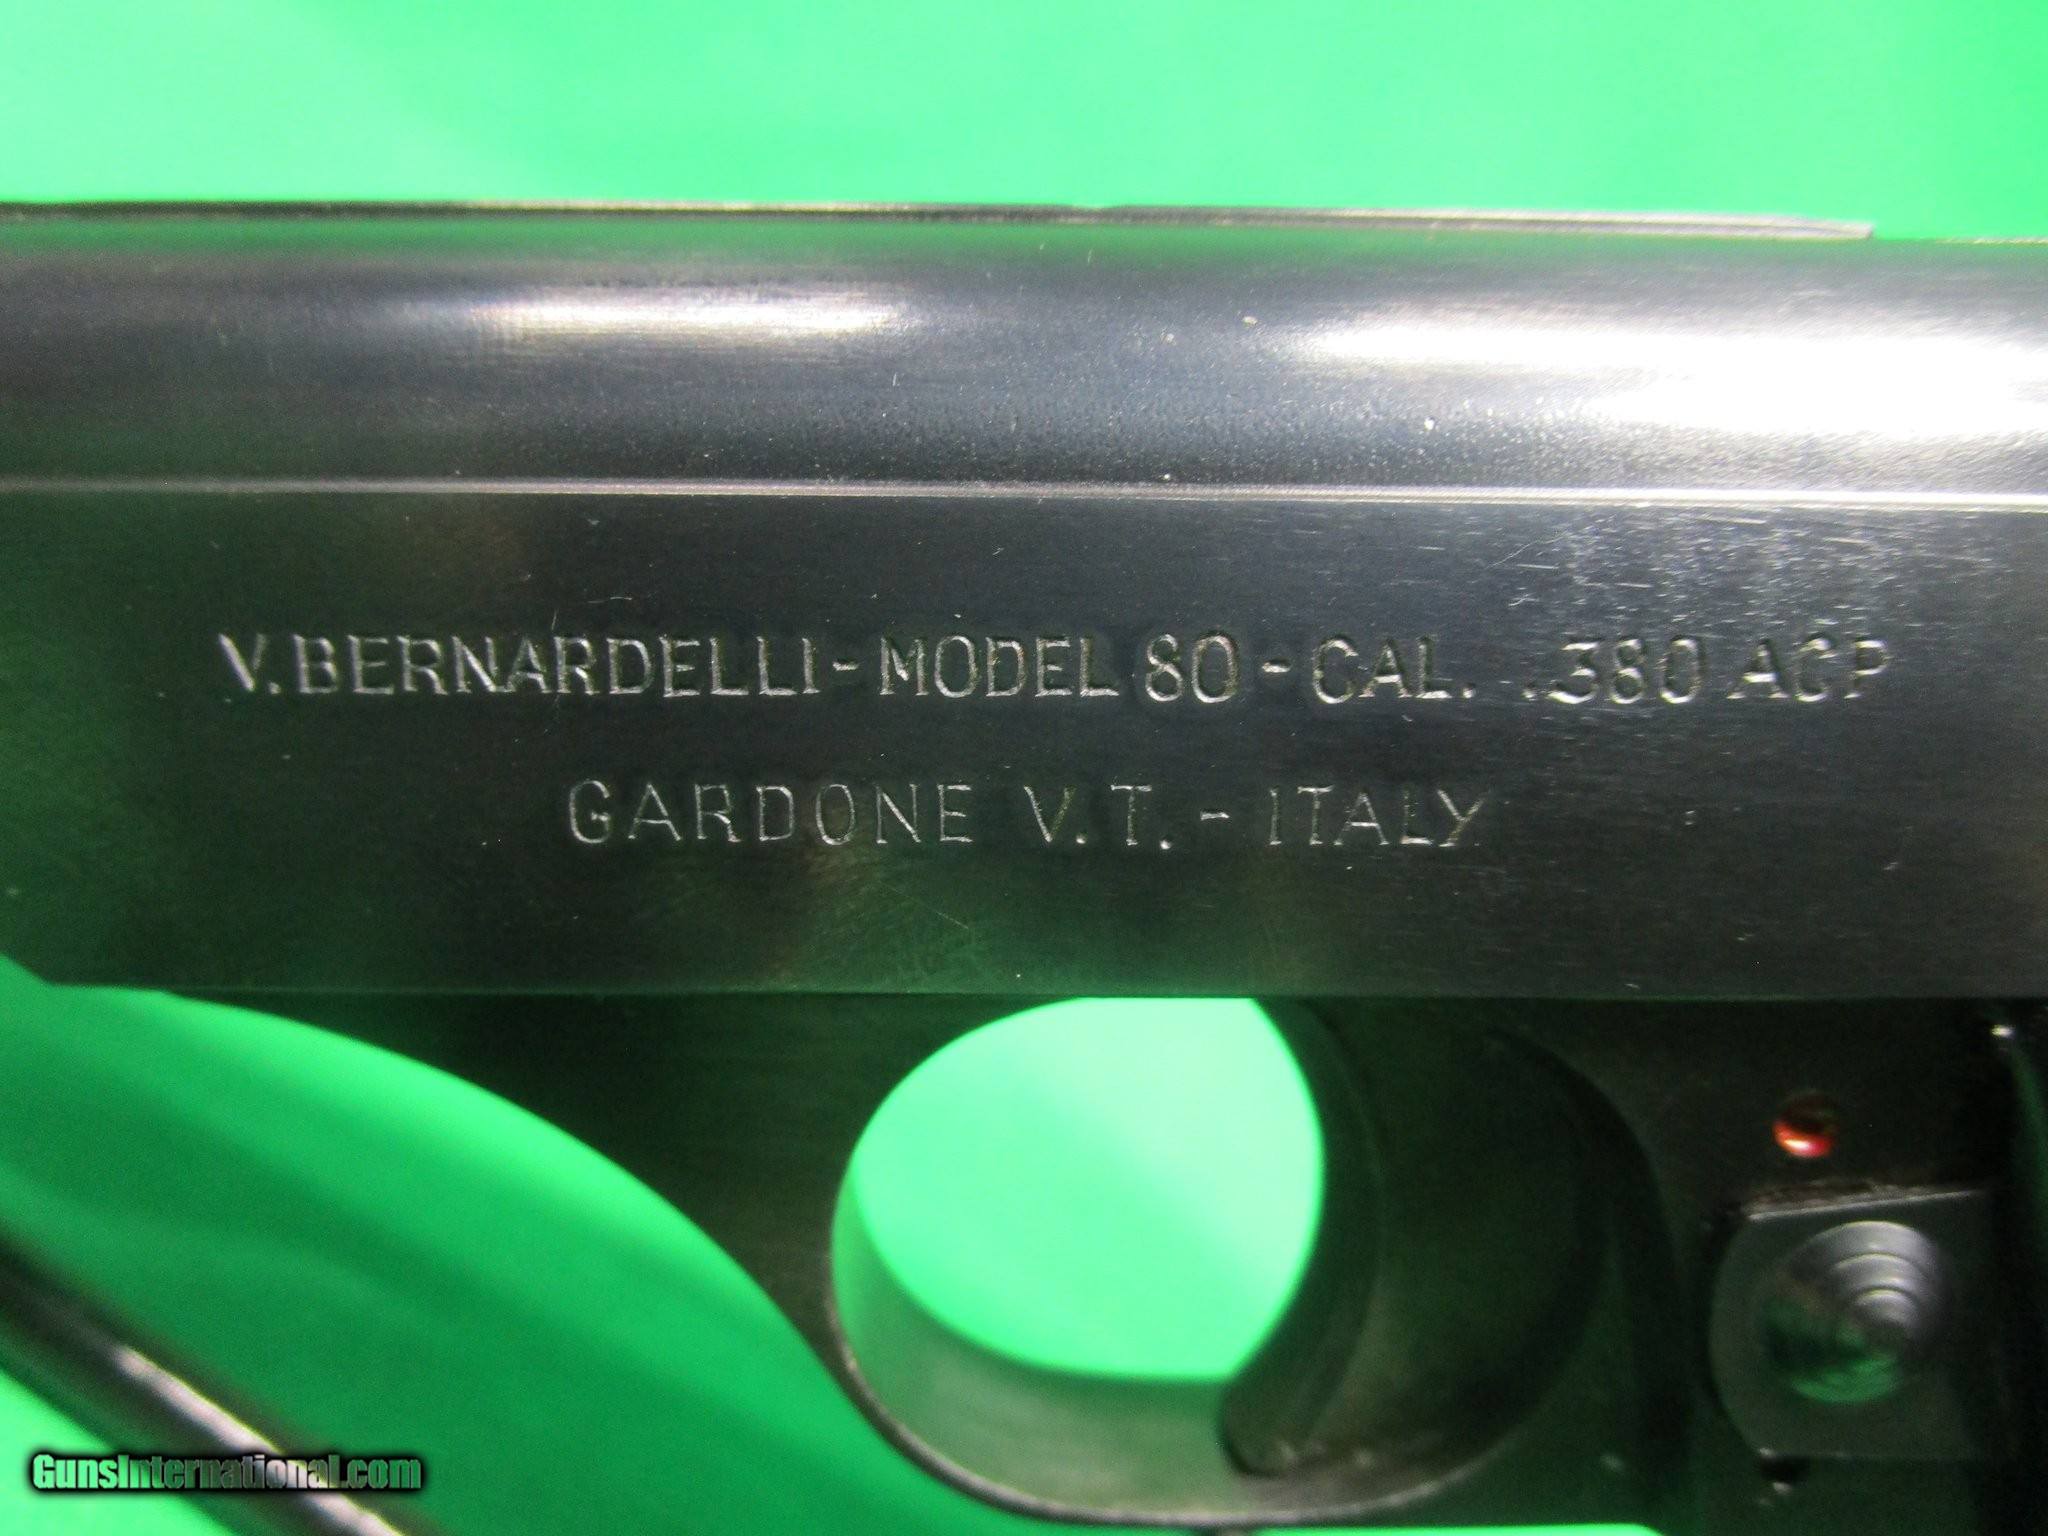 V. BERNARDELLI - MODEL 80 - CAL. .380 ACP
GARDONE V.T. - ITALY
GunsInternational.com